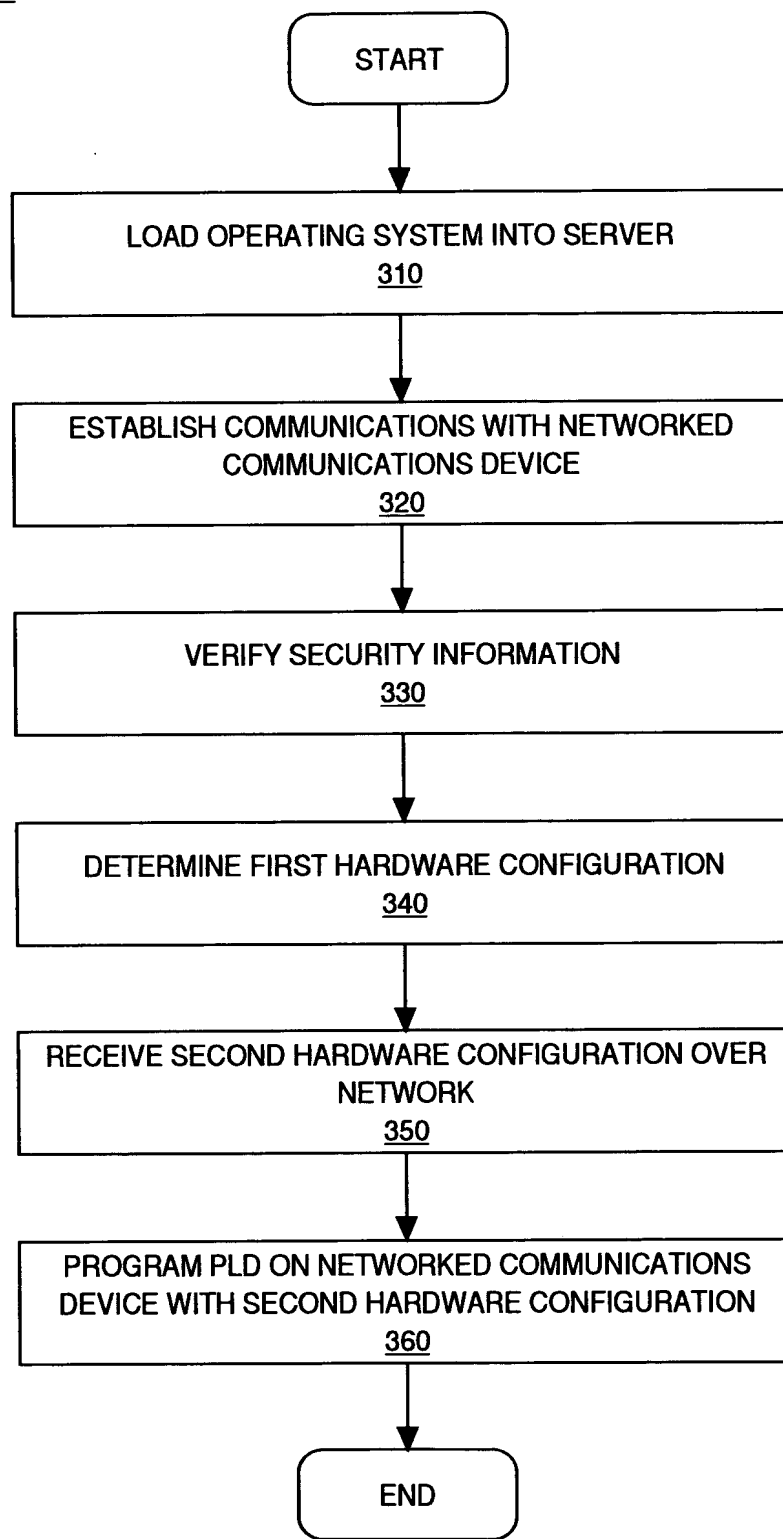 START
LOAD OPERATING SYSTEM INTO SERVER
310
ESTABLISH COMMUNICATIONS WITH NETWORKED
COMMUNICATIONS DEVICE
320
VERIFY SECURITY INFORMATION
330
DETERMINE FIRST HARDWARE CONFIGURATION
340
RECEIVE SECOND HARDWARE CONFIGURATION OVER
NETWORK
350
PROGRAM PLD ON NETWORKED COMMUNICATIONS
DEVICE WITH SECOND HARDWARE CONFIGURATION
360
END